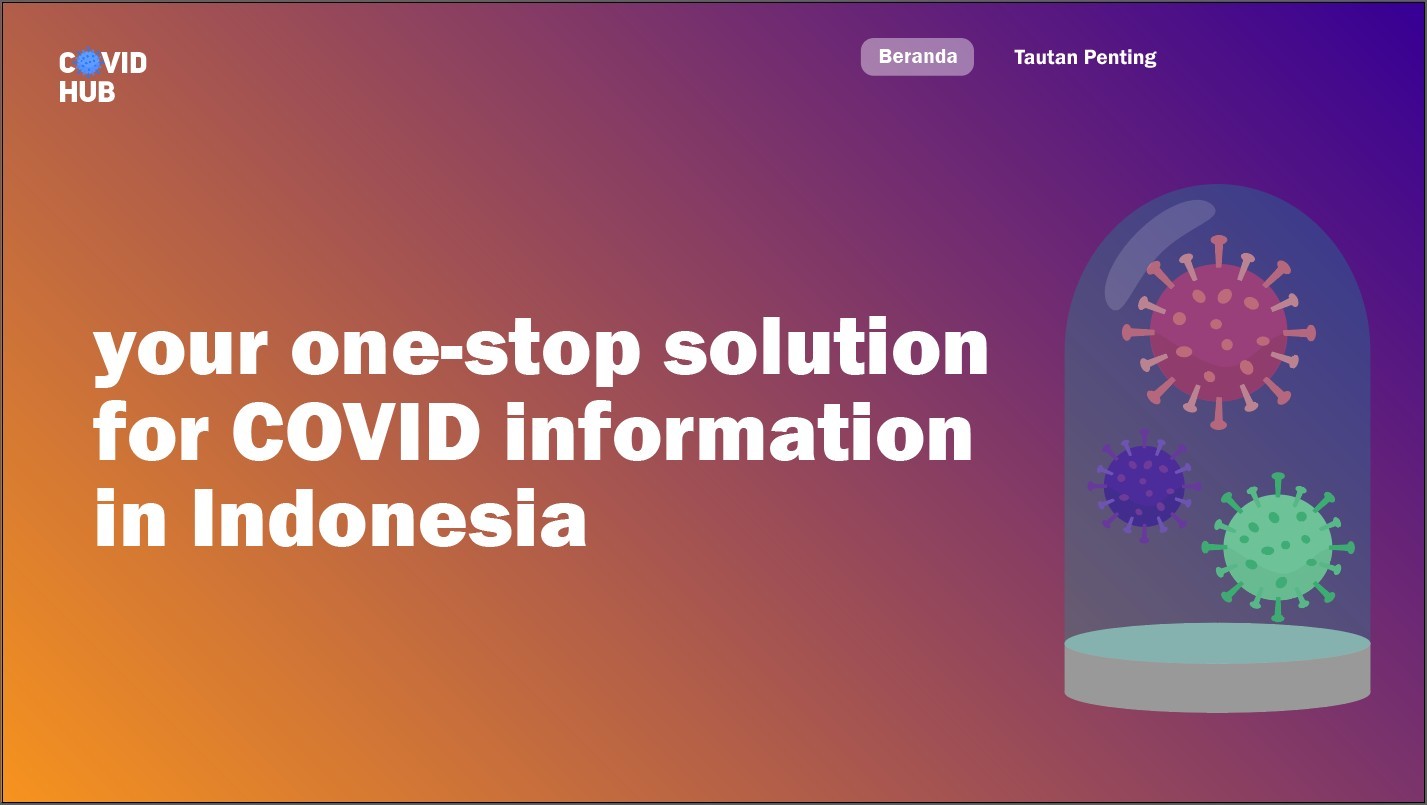 COVID
HUB
Beranda
Tautan Penting
your one-stop solution
for COVID information
in Indonesia